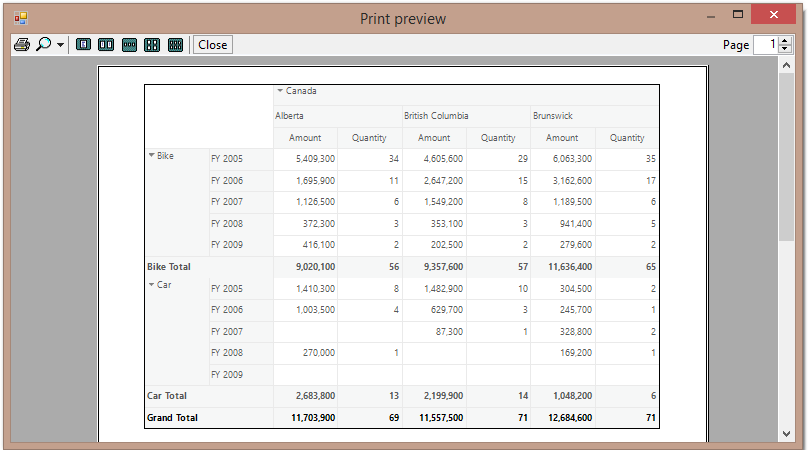 Print preview
Close Page 1
Canada
Alberta British Columbia Brunswick
Amount Quantity Amount Quantity Amount Quantity
Bike FY 2005 5,409,300 34 4,605,600 29 6,063,300 35
FY 2006 1,695,900 11 2,647,200 15 3,162,600 17
FY 2007 1,126,500 6 1,549,200 8 1,189,500 6
FY 2008 372,300 3 353,100 3 941,400 5
FY 2009 416,100 2 202,500 2 279,600 2
Bike Total 9,020,100 56 9,357,600 57 11,636,400 65
Car FY 2005 1,410,300 8 1,482,900 10 304,500 2
FY 2006 1,003,500 4 629,700 3 245,700 1
FY 2007 87,300 1 328,800 2
FY 2008 270,000 1 169,200 1
FY 2009
Car Total 2,683,800 13 2,199,900 14 1,048,200 6
Grand Total 11,703,900 69 11,557,500 71 12,684,600 71